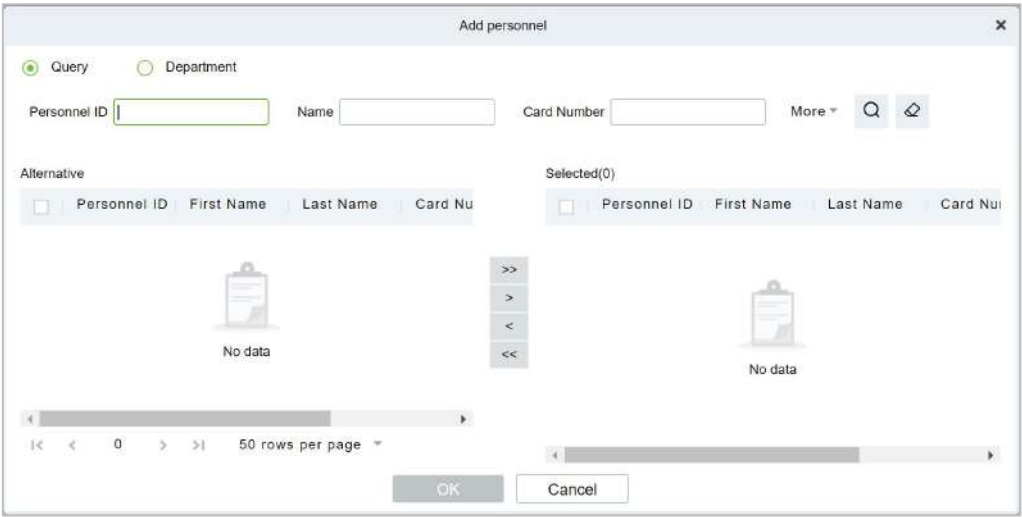 Add personnel
Query Department
Personnel ID Name Card Number More
Alternative
Personnel ID First Name Last Name Card Nu
No data
0 50 rows per page
>>
>
<
<<
Selected(0)
Personnel ID First Name Last Name Card Nu
No data
OK Cancel